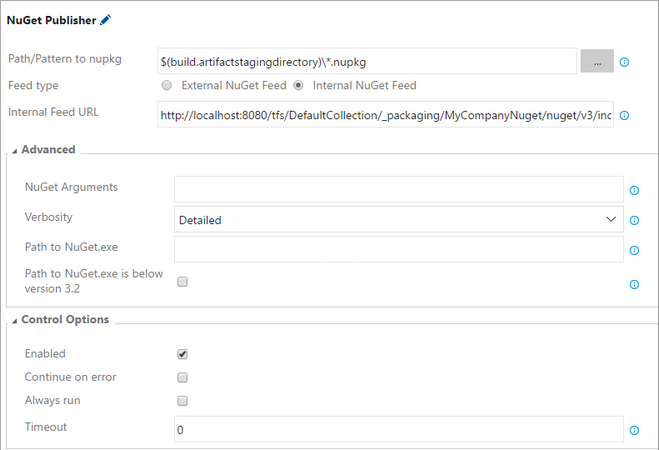 NuGet Publisher
Path/Pattern to nupkg $(build.artifactstagingdirectory)\*.nupkg ...
Feed type External NuGet Feed Internal NuGet Feed
Internal Feed URL http://localhost:8080/tfs/DefaultCollection/_packaging/MyCompanyNuget/nuget/v3/inc
Advanced
NuGet Arguments
Verbosity Detailed
Path to NuGet.exe
Path to NuGet.exe is below
version 3.2
Control Options
Enabled
Continue on error
Always run
Timeout 0